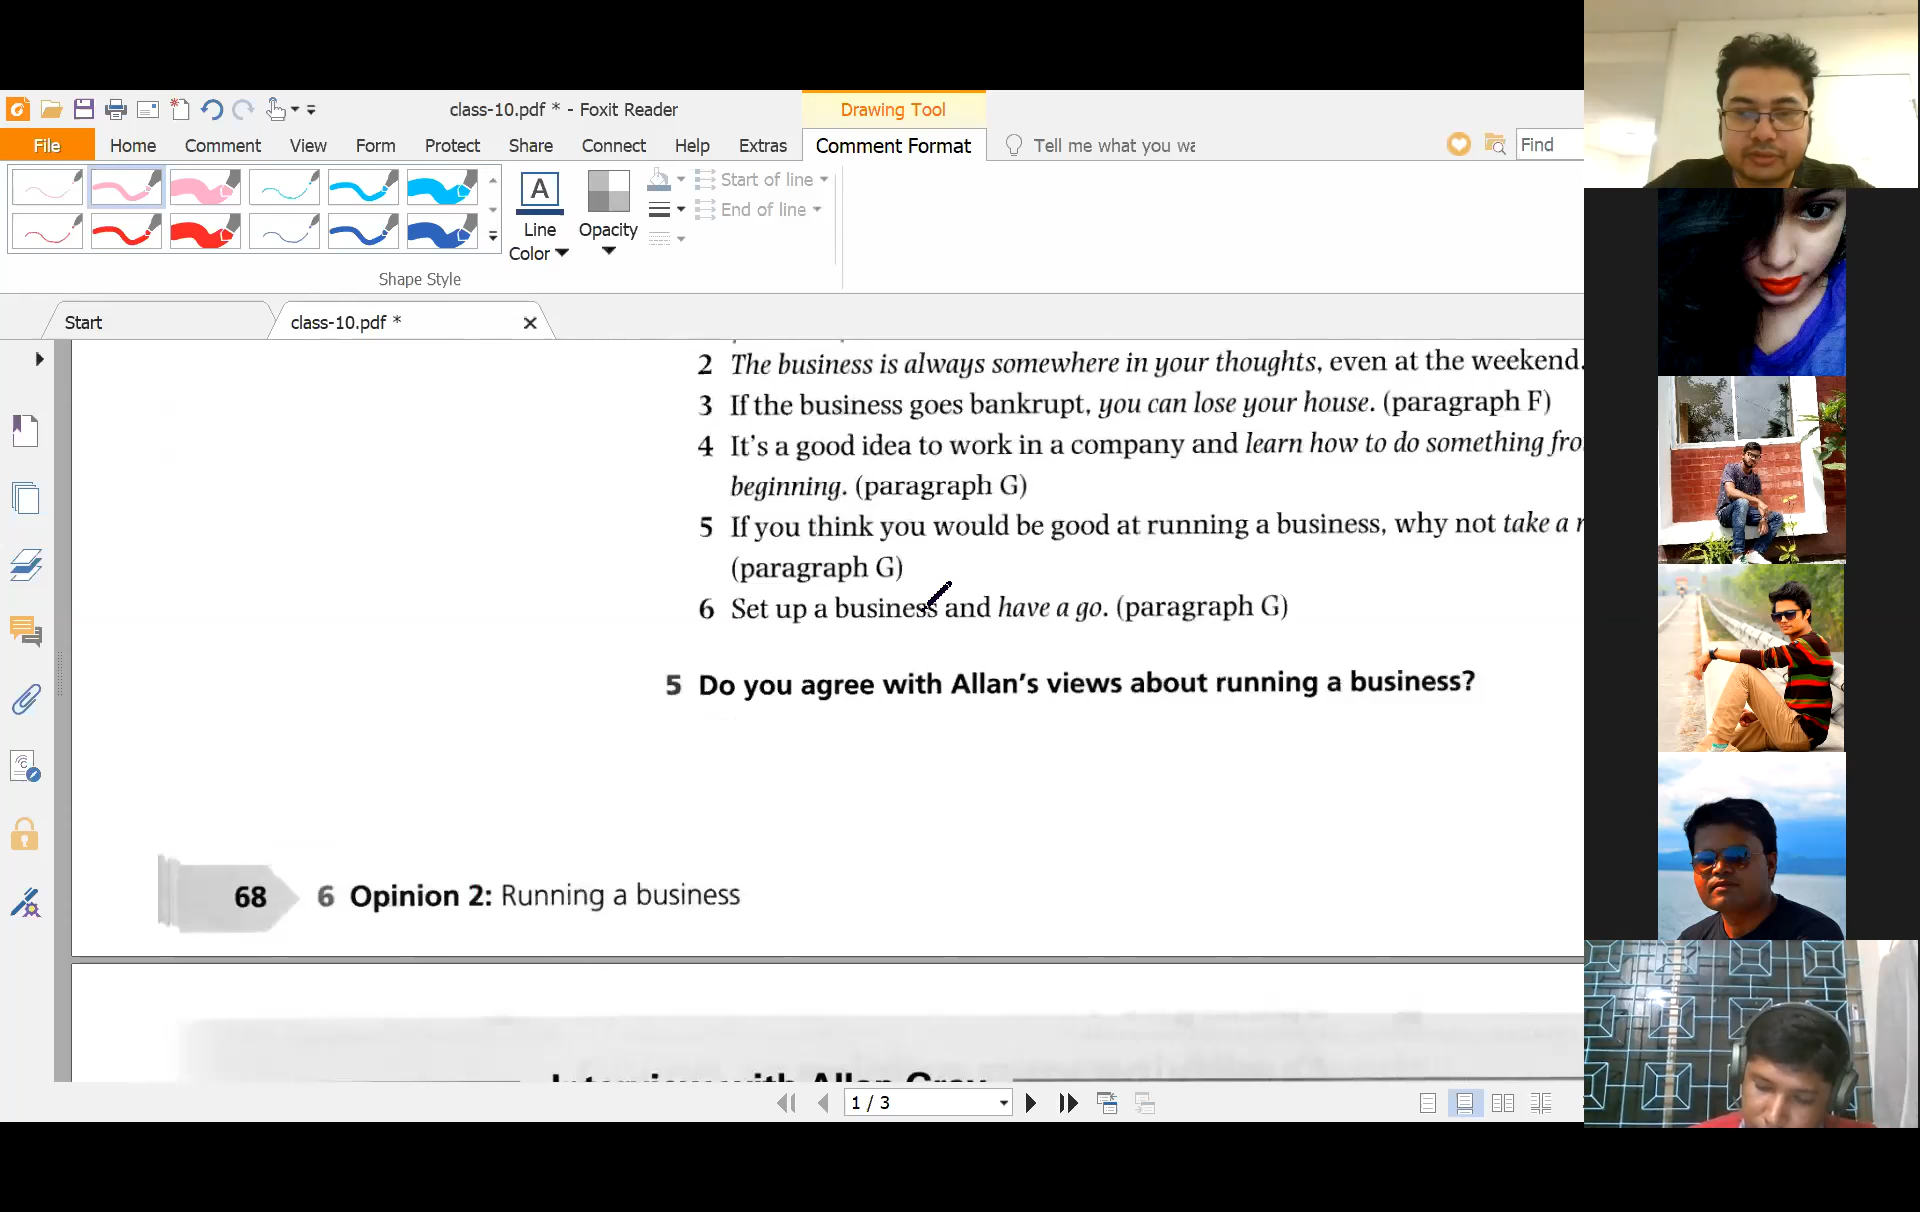 class-10.pdf * - Foxit Reader
Drawing Tool
File
Home
Comment
View
Form
Protect
Share
Connect
Help
Extras
Comment Format
Tell me what you wa
Find
Line
Color
Opacity
Start of line
End of line
Shape Style
Start
class-10.pdf *
2 The business is always somewhere in your thoughts, even at the weekend.
3 If the business goes bankrupt, you can lose your house. (paragraph F)
4 It's a good idea to work in a company and learn how to do something fro
beginning. (paragraph G)
5 If you think you would be good at running a business, why not take a r
(paragraph G)
6 Set up a business and have a go. (paragraph G)
5 Do you agree with Allan's views about running a business?
68 6 Opinion 2: Running a business
Interview with Allan Gray
1 / 3